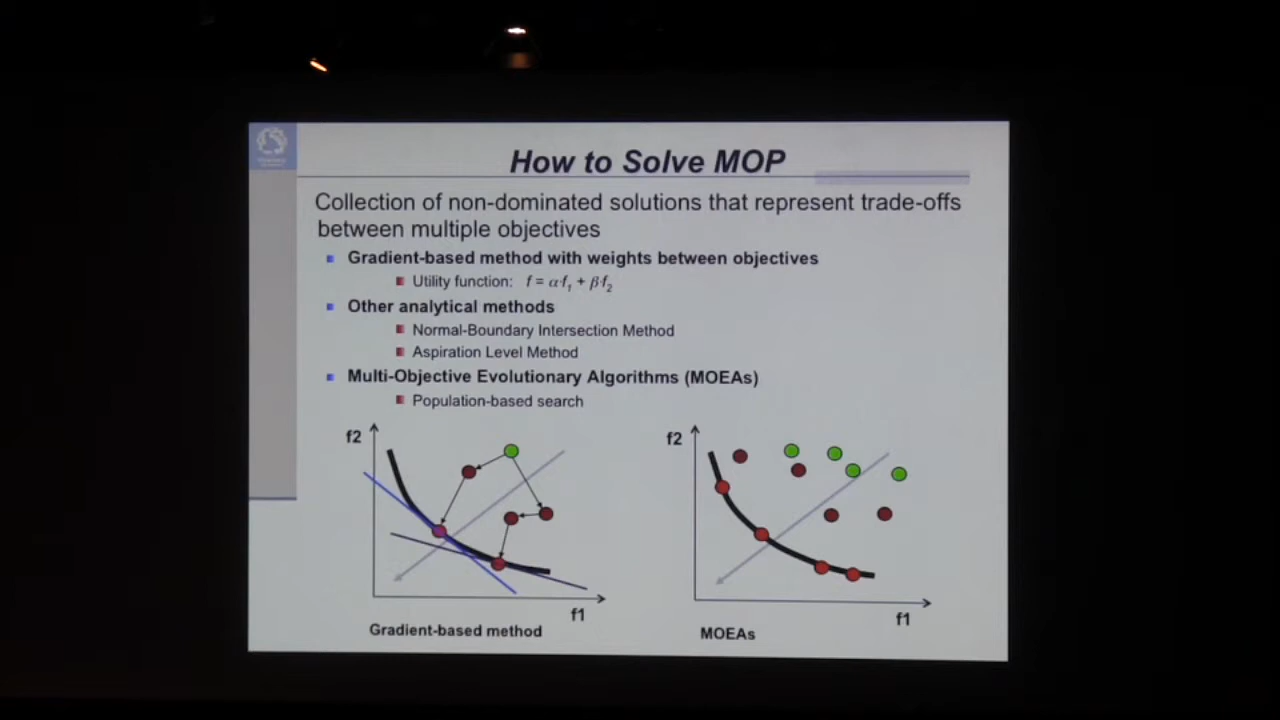 How to Solve MOP
Collection of non-dominated solutions that represent trade-offs
between multiple objectives
Gradient-based method with weights between objectives
Utility function: f = α·f₁ + β·f₂
Other analytical methods
Normal-Boundary Intersection Method
Aspiration Level Method
Multi-Objective Evolutionary Algorithms (MOEAs)
Population-based search
f2
f1
Gradient-based method
f2
f1
MOEAs